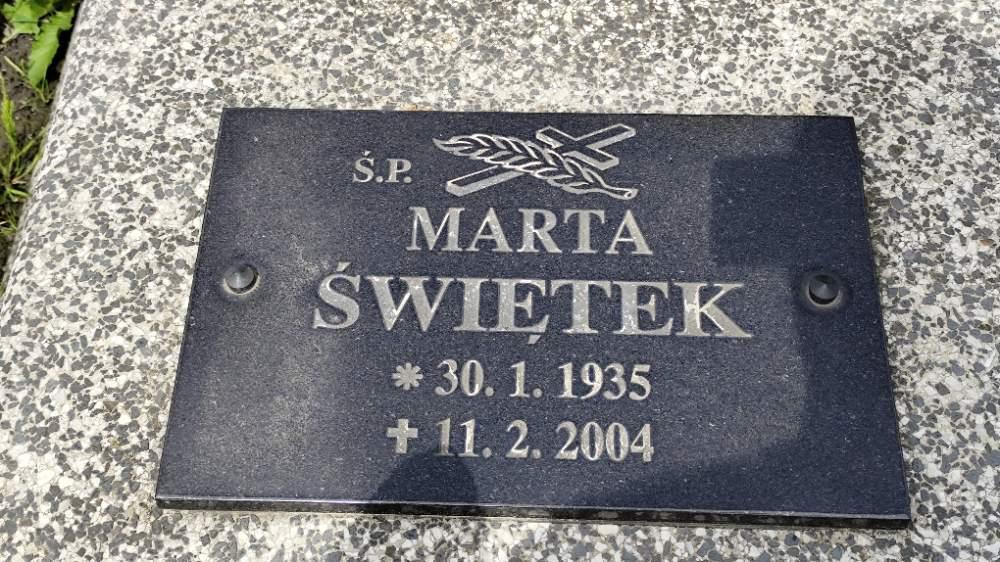 Ś.P.
MARTA
ŚWIĘTEK
* 30. 1. 1935
✝ 11. 2. 2004